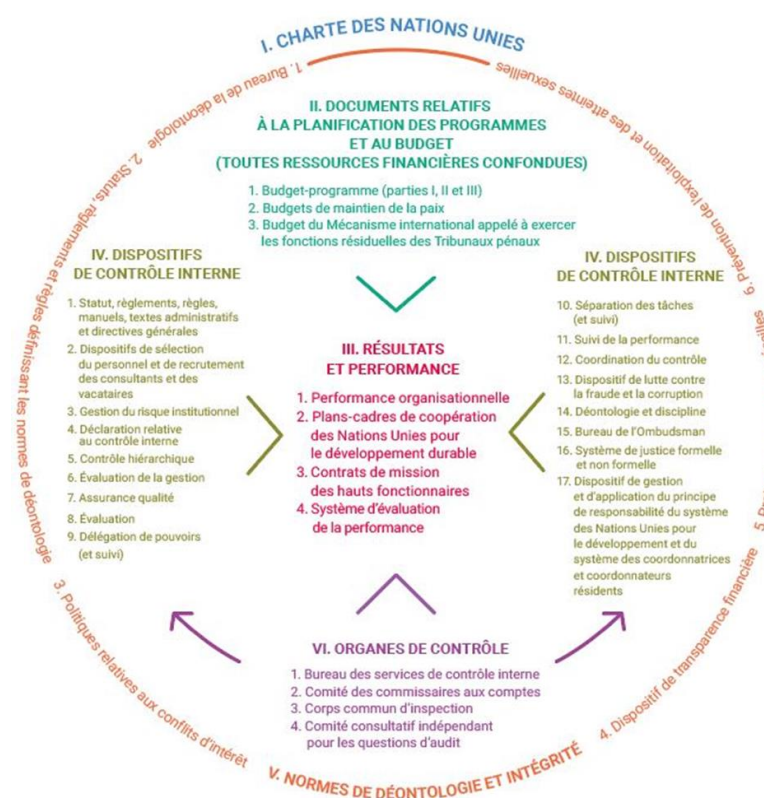 I. CHARTE DES NATIONS UNIES
1. Bureau de la déontologie
2. Statuts, règlements et règles définissant les normes de déontologie
3. Politiques relatives aux conflits d'intérêt
V. NORMES DE DÉONTOLOGIE ET INTÉGRITÉ
4. Dispositif de transparence financière
5.
6. Prévention de l'exploitation et des atteintes sexuelles
II. DOCUMENTS RELATIFS
À LA PLANIFICATION DES PROGRAMMES
ET AU BUDGET
(TOUTES RESSOURCES FINANCIÈRES CONFONDUES)
1. Budget-programme (parties I, II et III)
2. Budgets de maintien de la paix
3. Budget du Mécanisme international appelé à exercer
les fonctions résiduelles des Tribunaux pénaux
IV. DISPOSITIFS
DE CONTRÔLE INTERNE
1. Statut, règlements, règles,
manuels, textes administratifs
et directives générales
2. Dispositifs de sélection
du personnel et de recrutement
des consultants et des
vacataires
3. Gestion du risque institutionnel
4. Déclaration relative
au contrôle interne
5. Contrôle hiérarchique
6. Évaluation de la gestion
7. Assurance qualité
8. Évaluation
9. Délégation de pouvoirs
(et suivi)
III. RÉSULTATS
ET PERFORMANCE
1. Performance organisationnelle
2. Plans-cadres de coopération
des Nations Unies pour
le développement durable
3. Contrats de mission
des hauts fonctionnaires
4. Système d'évaluation
de la performance
IV. DISPOSITIFS
DE CONTRÔLE INTERNE
10. Séparation des tâches
(et suivi)
11. Suivi de la performance
12. Coordination du contrôle
13. Dispositif de lutte contre
la fraude et la corruption
14. Déontologie et discipline
15. Bureau de l'Ombudsman
16. Système de justice formelle
et non formelle
17. Dispositif de gestion
et d'application du principe
de responsabilité du système
des Nations Unies pour
le développement et du
système des coordonnatrices
et coordonnateurs
résidents
VI. ORGANES DE CONTRÔLE
1. Bureau des services de contrôle interne
2. Comité des commissaires aux comptes
3. Corps commun d'inspection
4. Comité consultatif indépendant
pour les questions d'audit